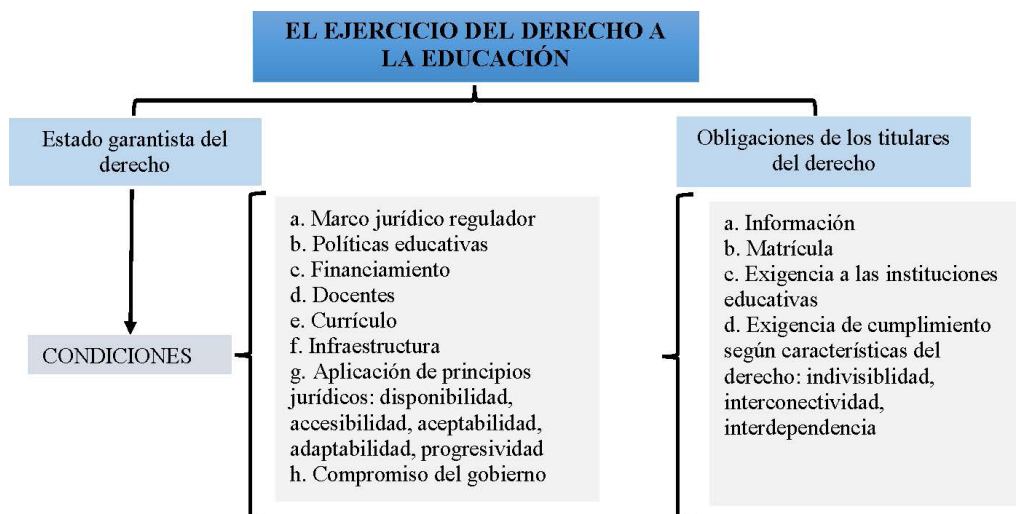 EL EJERCICIO DEL DERECHO A
LA EDUCACIÓN
Estado garantista del
derecho
CONDICIONES
a. Marco jurídico regulador
b. Políticas educativas
c. Financiamiento
d. Docentes
e. Currículo
f. Infraestructura
g. Aplicación de principios
jurídicos: disponibilidad,
accesibilidad, aceptabilidad,
adaptabilidad, progresividad
h. Compromiso del gobierno
Obligaciones de los titulares
del derecho
a. Información
b. Matrícula
c. Exigencia a las instituciones
educativas
d. Exigencia de cumplimiento
según características del
derecho: indivisiblidad,
interconectividad,
interdependencia